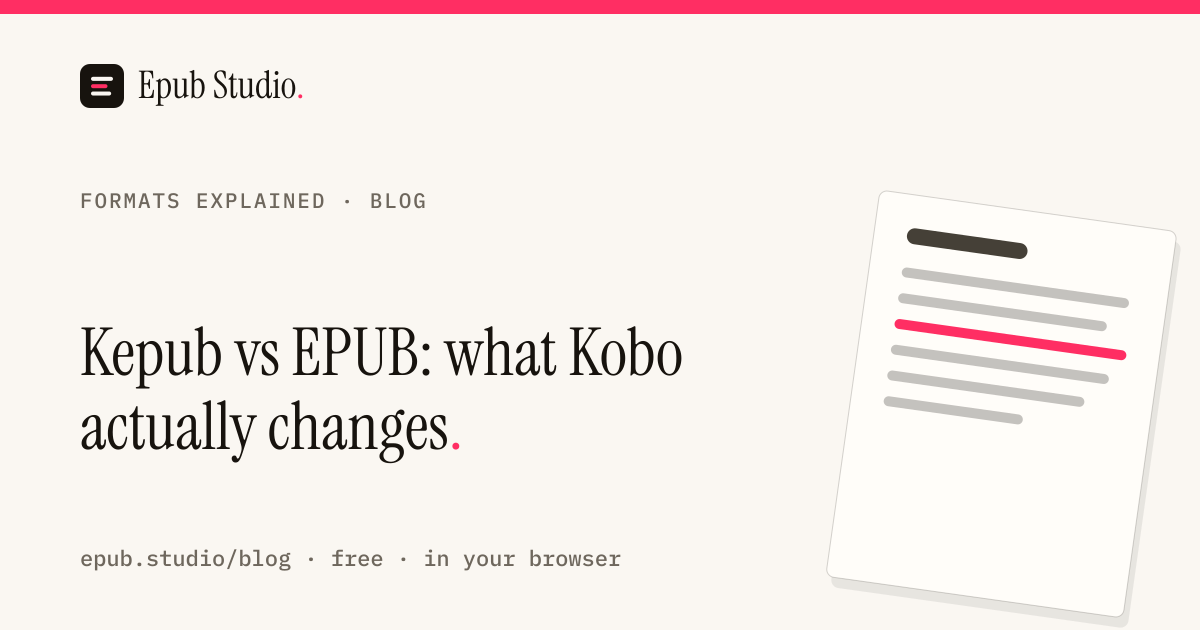 Epub Studio.
FORMATS EXPLAINED · BLOG
Kepub vs EPUB: what Kobo
actually changes.
epub.studio/blog · free · in your browser